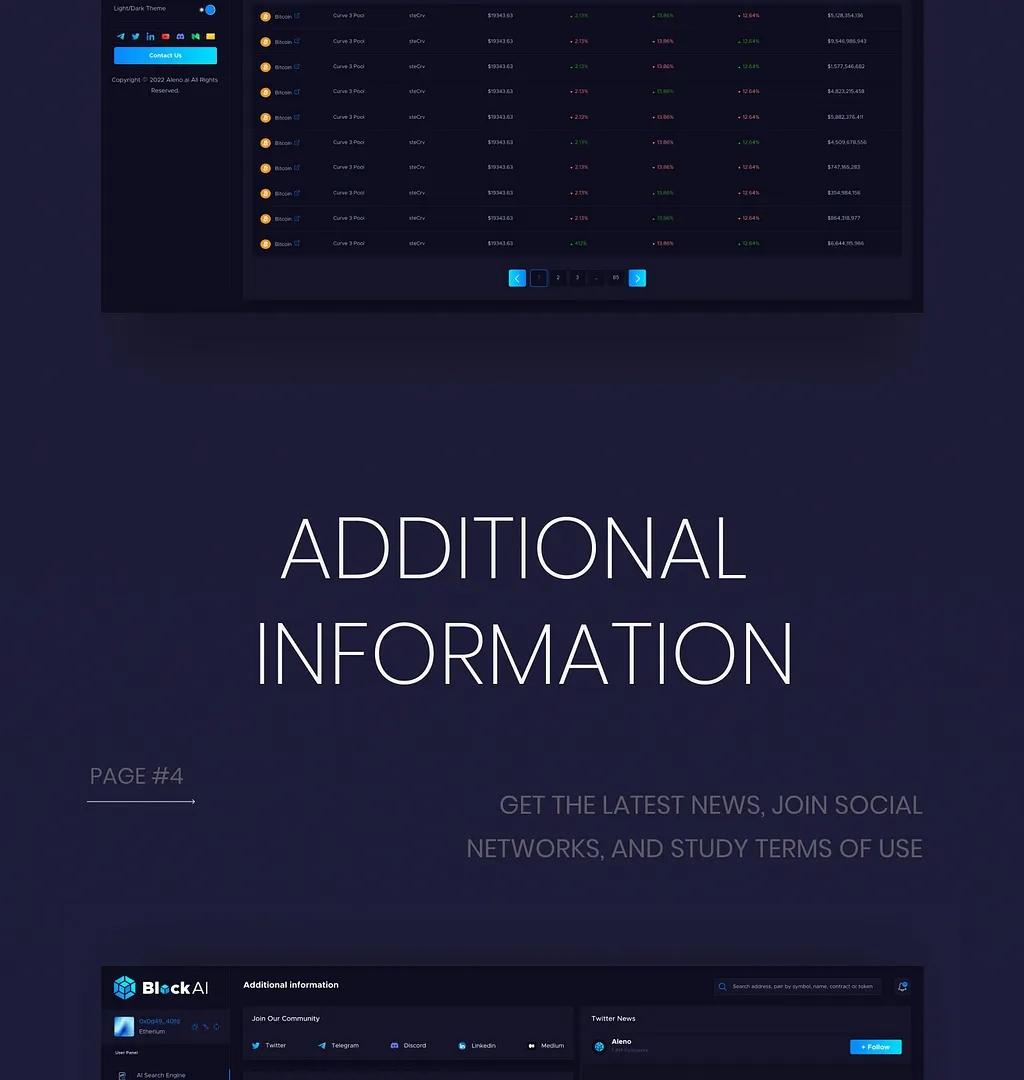 Light/Dark Theme
Contact Us
Copyright © 2022 Aleno.ai All Rights
Reserved.
Bitcoin Curve 3 Pool steCrv $19343.63 2.13% 13.86% 12.64% $5,128,354,136
Bitcoin Curve 3 Pool steCrv $19343.63 2.13% 13.86% 12.64% $9,546,986,943
Bitcoin Curve 3 Pool steCrv $19343.63 2.13% 13.86% 12.64% $1,577,546,682
Bitcoin Curve 3 Pool steCrv $19343.63 2.13% 13.86% 12.64% $4,823,215,458
Bitcoin Curve 3 Pool steCrv $19343.63 2.13% 13.86% 12.64% $5,882,376,411
Bitcoin Curve 3 Pool steCrv $19343.63 2.13% 13.86% 12.64% $4,509,678,556
Bitcoin Curve 3 Pool steCrv $19343.63 2.13% 13.86% 12.64% $747,165,283
Bitcoin Curve 3 Pool steCrv $19343.63 2.13% 13.86% 12.64% $354,984,156
Bitcoin Curve 3 Pool steCrv $19343.63 2.13% 13.86% 12.64% $864,318,977
Bitcoin Curve 3 Pool steCrv $19343.63 412% 13.86% 12.64% $6,644,115,986
1 2 3 ... 85
ADDITIONAL
INFORMATION
PAGE #4
GET THE LATEST NEWS, JOIN SOCIAL
NETWORKS, AND STUDY TERMS OF USE
Block AI
Additional information
Search address, pair by symbol, name, contract or token
Etherium
User Panel
AI Search Engine
Join Our Community
Twitter Telegram Discord Linkedin Medium
Twitter News
Aleno
+ Follow